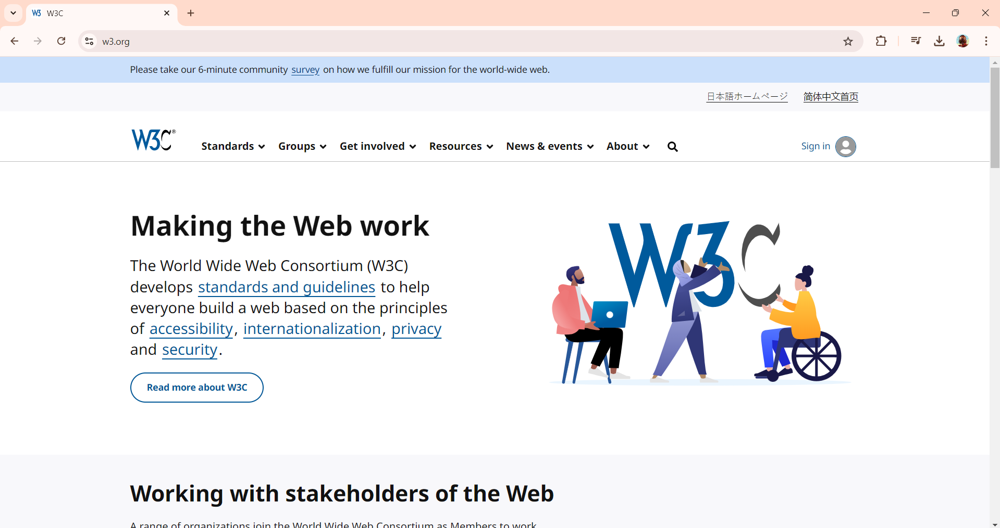 W3C
w3.org
Please take our 6-minute community survey on how we fulfill our mission for the world-wide web.
日本語ホームページ 简体中文首页
W3C®
Standards Groups Get involved Resources News & events About Sign in
Making the Web work
The World Wide Web Consortium (W3C)
develops standards and guidelines to help
everyone build a web based on the principles
of accessibility, internationalization, privacy
and security.
Read more about W3C
W3C
Working with stakeholders of the Web
A range of organizations join the World Wide Web Consortium as Members to work